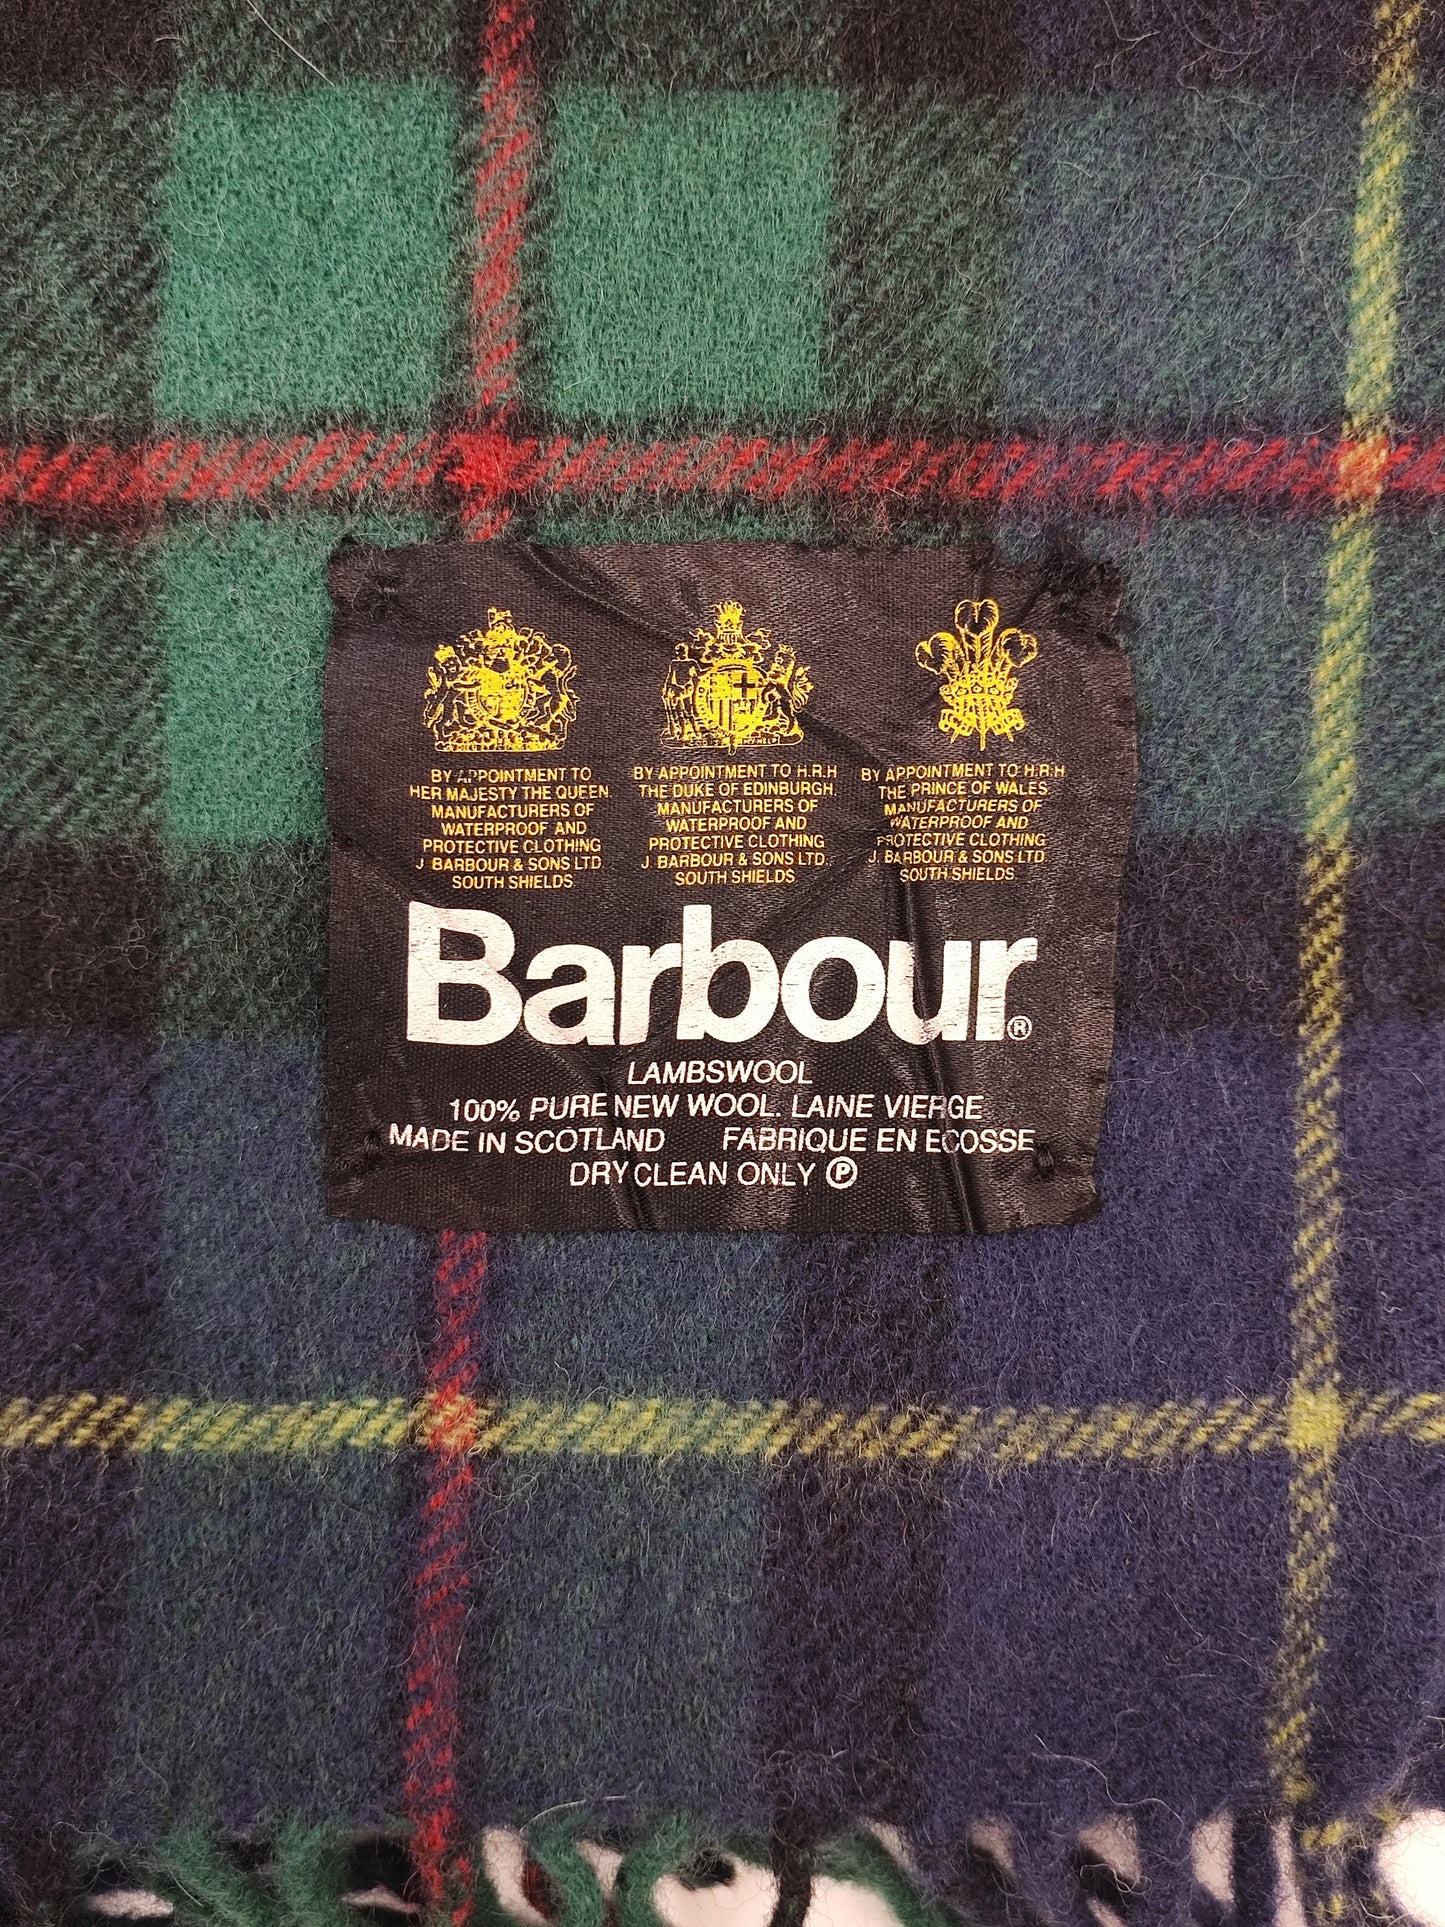 BY APPOINTMENT TO
HER MAJESTY THE QUEEN
MANUFACTURERS OF
WATERPROOF AND
PROTECTIVE CLOTHING
J. BARBOUR & SONS LTD
SOUTH SHIELDS
BY APPOINTMENT TO H.R.H
THE DUKE OF EDINBURGH
MANUFACTURERS OF
WATERPROOF AND
PROTECTIVE CLOTHING
J. BARBOUR & SONS LTD.
SOUTH SHIELDS
BY APPOINTMENT TO H.R.H
THE PRINCE OF WALES
MANUFACTURERS OF
WATERPROOF AND
PROTECTIVE CLOTHING
J. BARBOUR & SONS LTD
SOUTH SHIELDS
Barbour®
LAMBSWOOL
100% PURE NEW WOOL. LAINE VIERGE
MADE IN SCOTLAND FABRIQUE EN ECOSSE
DRY CLEAN ONLY Ⓟ